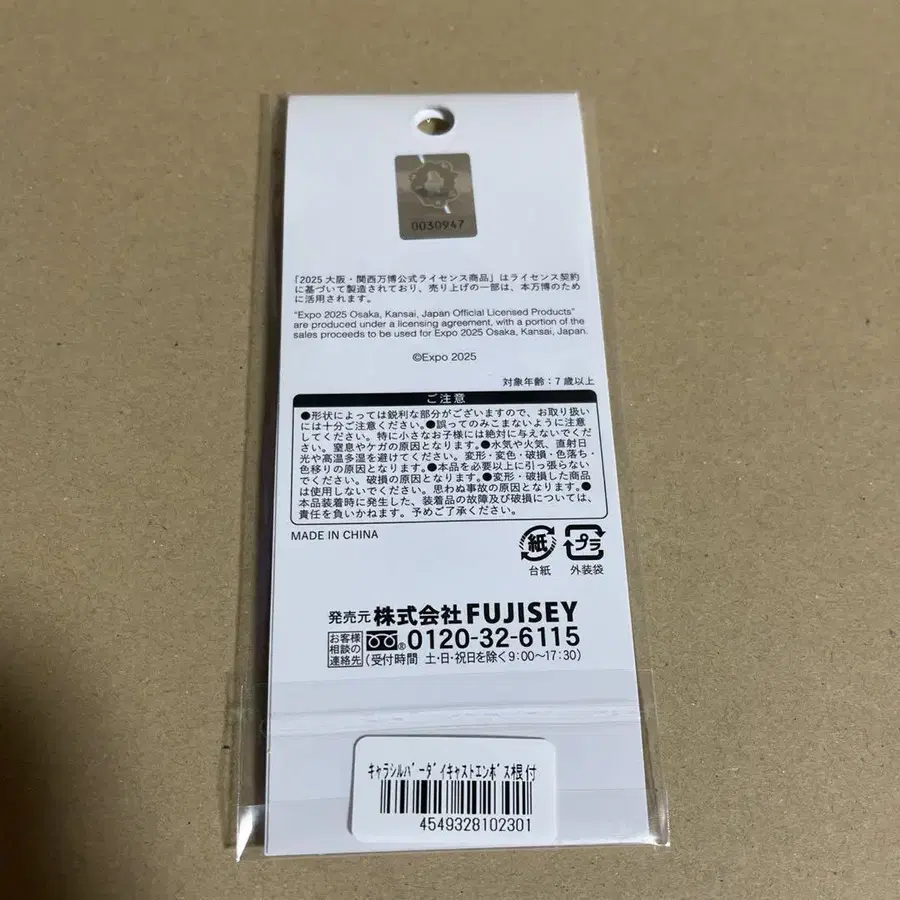 0030947
「2025 大阪・関西万博公式ライセンス商品」はライセンス契約
に基づいて製造されており、売り上げの一部は、本万博のため
に活用されます。
"Expo 2025 Osaka, Kansai, Japan Official Licensed Products"
are produced under a licensing agreement, with a portion of the
sales proceeds to be used for Expo 2025 Osaka, Kansai, Japan.
©Expo 2025
対象年齢：7歳以上
ご注意
●形状によっては鋭利な部分がございますので、お取り扱い
には十分ご注意ください。●誤ってのみこまないように注意
してください。特に小さなお子様には絶対に与えないでくだ
さい。窒息やケガの原因となります。●水気や火気、直射日
光や高温多湿を避けてください。変形・変色・破損・色落ち・
色移りの原因となります。●本品を必要以上に引っ張らない
でください。破損の原因となります。●変形・破損した商品
は使用しないでください。思わぬ事故の原因となります。●
本品装着時に発生した、装着品の故障及び破損については、
責任を負いかねます。予めご了承ください。
MADE IN CHINA
紙 プラ
台紙 外装袋
発売元 株式会社FUJISEY
お客様
相談の
連絡先
®0120-32-6115
(受付時間 土・日・祝日を除く9:00〜17:30)
ｷｬﾗｼﾙﾊﾞｰﾀﾞｲｷｬｽﾄｴﾝﾎﾞｽ根付
4549328102301